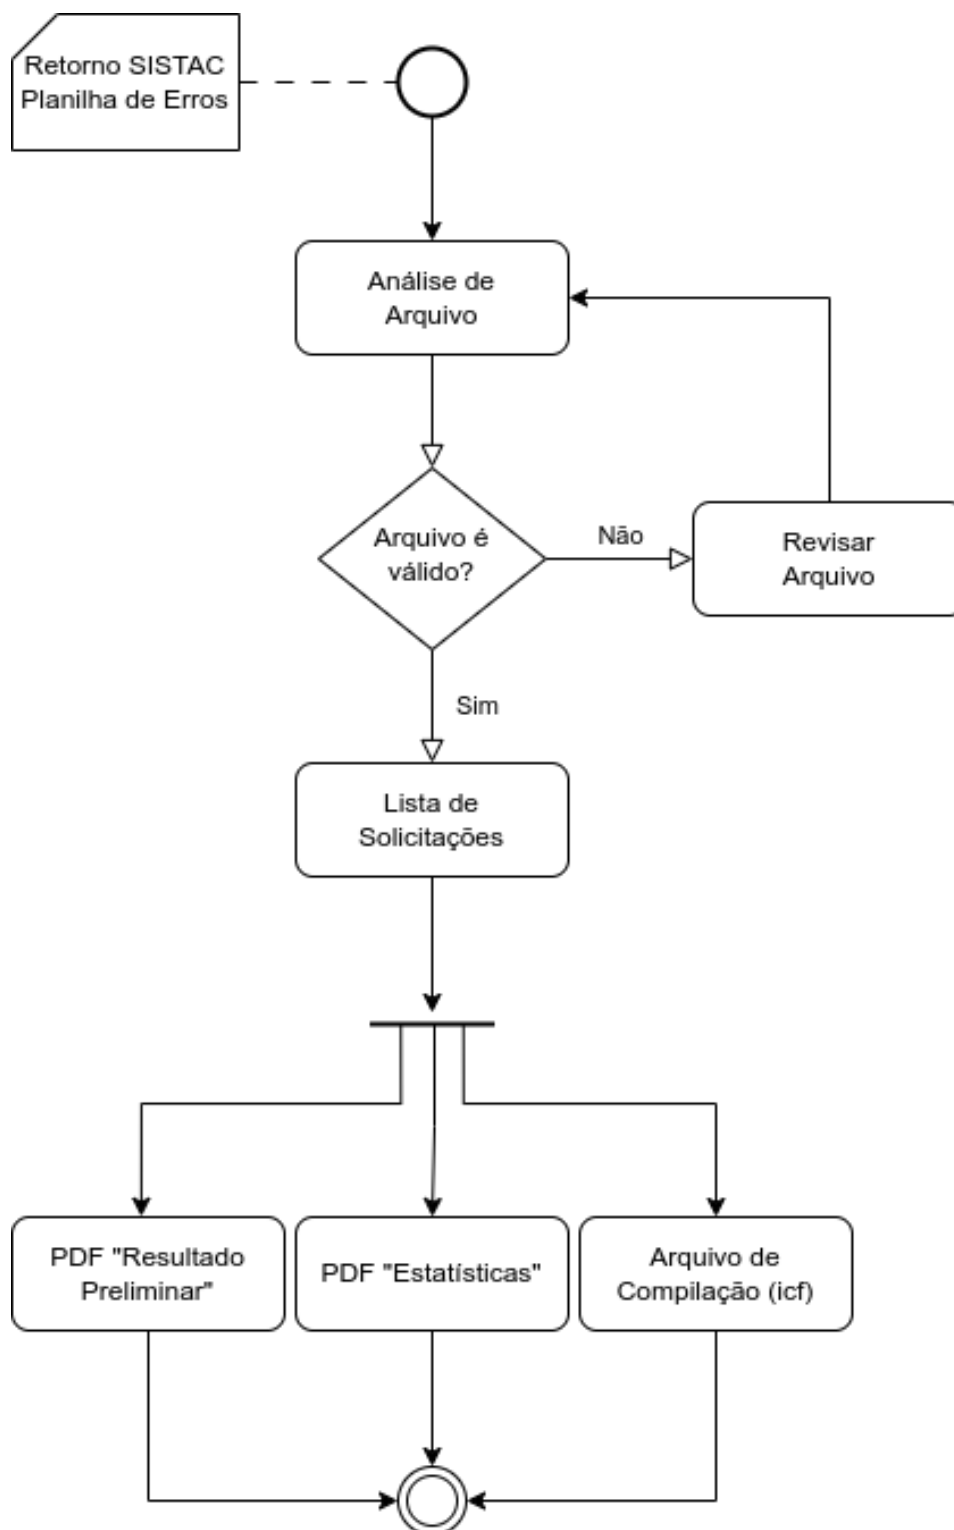 Retorno SISTAC
Planilha de Erros
Análise de
Arquivo
Arquivo é
válido?
Não
Revisar
Arquivo
Sim
Lista de
Solicitações
PDF "Resultado
Preliminar"
PDF "Estatísticas"
Arquivo de
Compilação (icf)